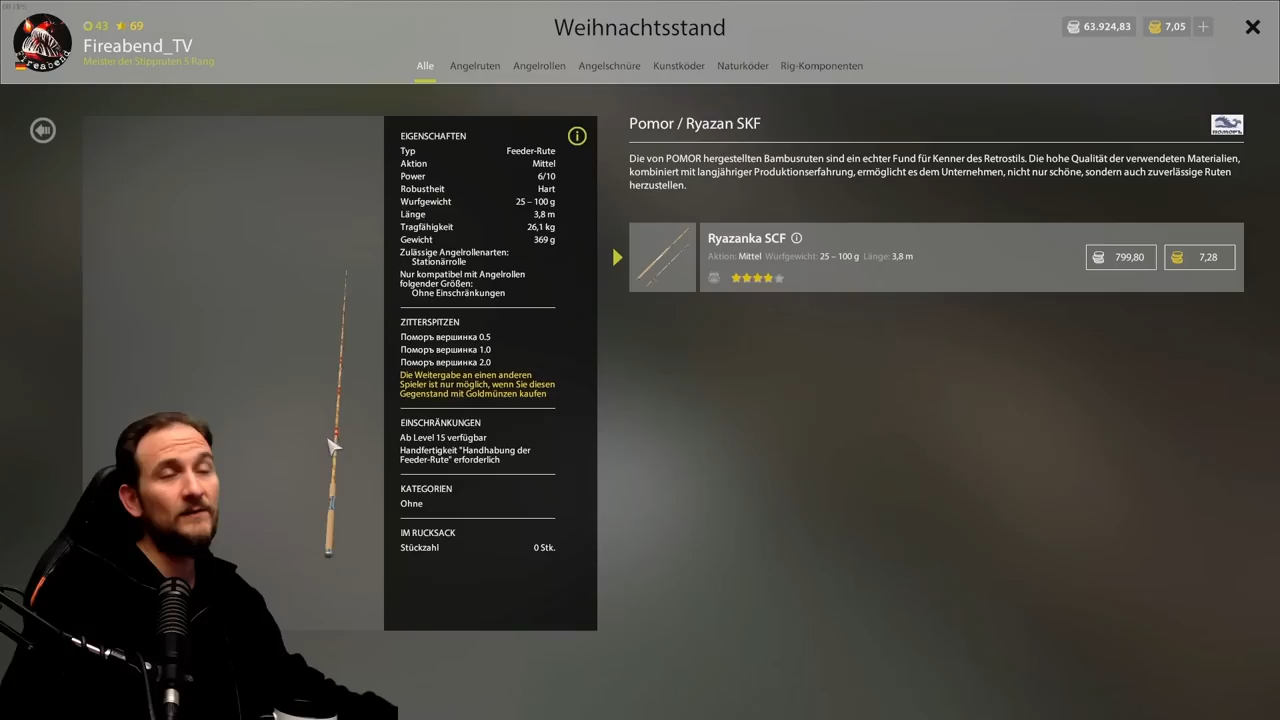 43 69
Fireabend_TV
Meister der Stippruten 5 Rang
Weihnachtsstand
63.924,83 7,05 +
Alle Angelruten Angelrollen Angelschnüre Kunstköder Naturköder Rig-Komponenten
EIGENSCHAFTEN
Typ Feeder-Rute
Aktion Mittel
Power 6/10
Robustheit Hart
Wurfgewicht 25 – 100 g
Länge 3,8 m
Tragfähigkeit 26,1 kg
Gewicht 369 g
Zulässige Angelrollenarten:
Stationärrolle
Nur kompatibel mit Angelrollen
folgender Größen:
Ohne Einschränkungen
ZITTERSPITZEN
Поморъ вершинка 0.5
Поморъ вершинка 1.0
Поморъ вершинка 2.0
Die Weitergabe an einen anderen
Spieler ist nur möglich, wenn Sie diesen
Gegenstand mit Goldmünzen kaufen
EINSCHRÄNKUNGEN
Ab Level 15 verfügbar
Handfertigkeit "Handhabung der
Feeder-Rute" erforderlich
KATEGORIEN
Ohne
IM RUCKSACK
Stückzahl 0 Stk.
Pomor / Ryazan SKF
ПОМОРЪ
Die von POMOR hergestellten Bambusruten sind ein echter Fund für Kenner des Retrostils. Die hohe Qualität der verwendeten Materialien,
kombiniert mit langjähriger Produktionserfahrung, ermöglicht es dem Unternehmen, nicht nur schöne, sondern auch zuverlässige Ruten
herzustellen.
Ryazanka SCF
Aktion: Mittel Wurfgewicht: 25 – 100 g Länge: 3,8 m
799,80 7,28